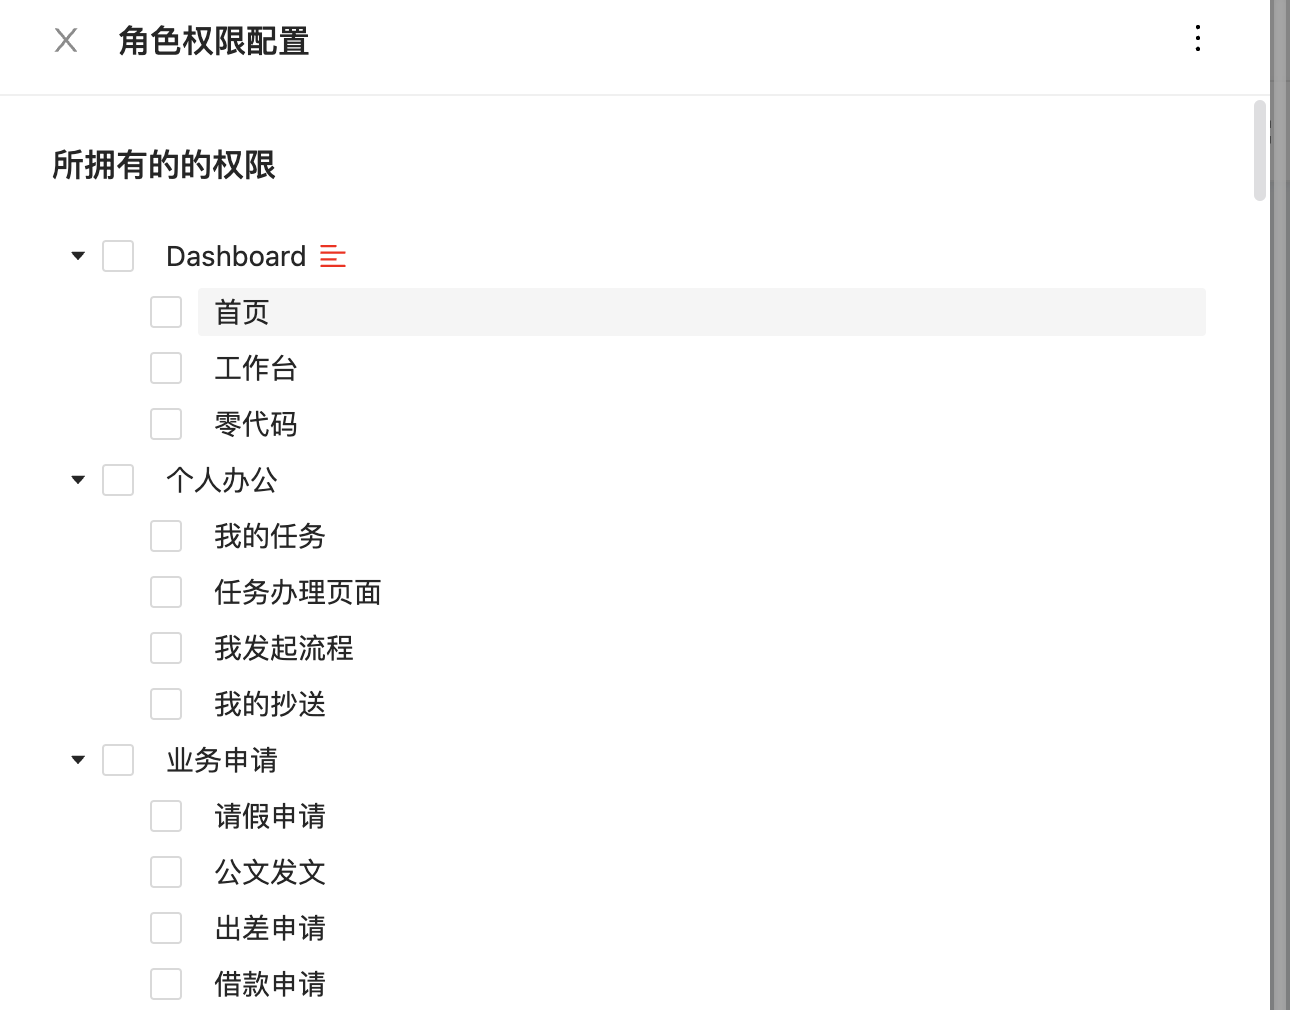 角色权限配置
所拥有的的权限
Dashboard
首页
工作台
零代码
个人办公
我的任务
任务办理页面
我发起流程
我的抄送
业务申请
请假申请
公文发文
出差申请
借款申请